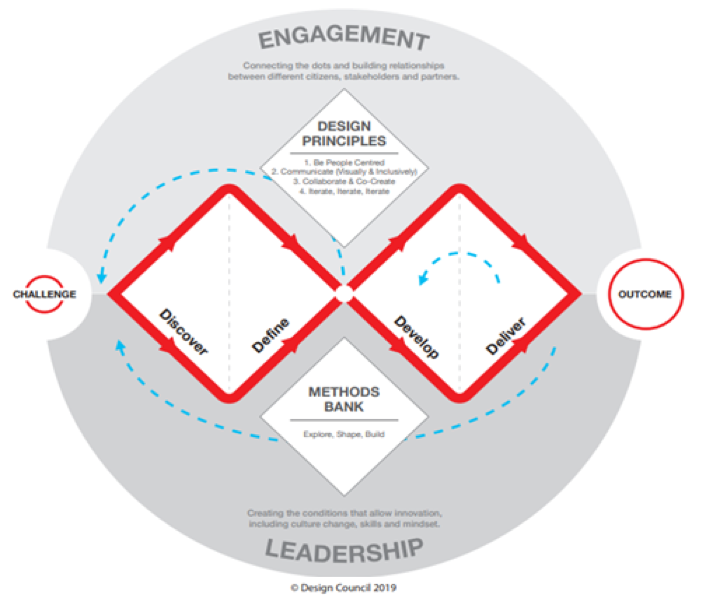 ENGAGEMENT
Connecting the dots and building relationships
between different citizens, stakeholders and partners.
DESIGN
PRINCIPLES
1. Be People Centred
2. Communicate (Visually & Inclusively)
3. Collaborate & Co-Create
4. Iterate, Iterate, Iterate
CHALLENGE
Discover
Define
Develop
Deliver
OUTCOME
METHODS
BANK
Explore, Shape, Build
Creating the conditions that allow innovation,
including culture change, skills and mindset.
LEADERSHIP
© Design Council 2019